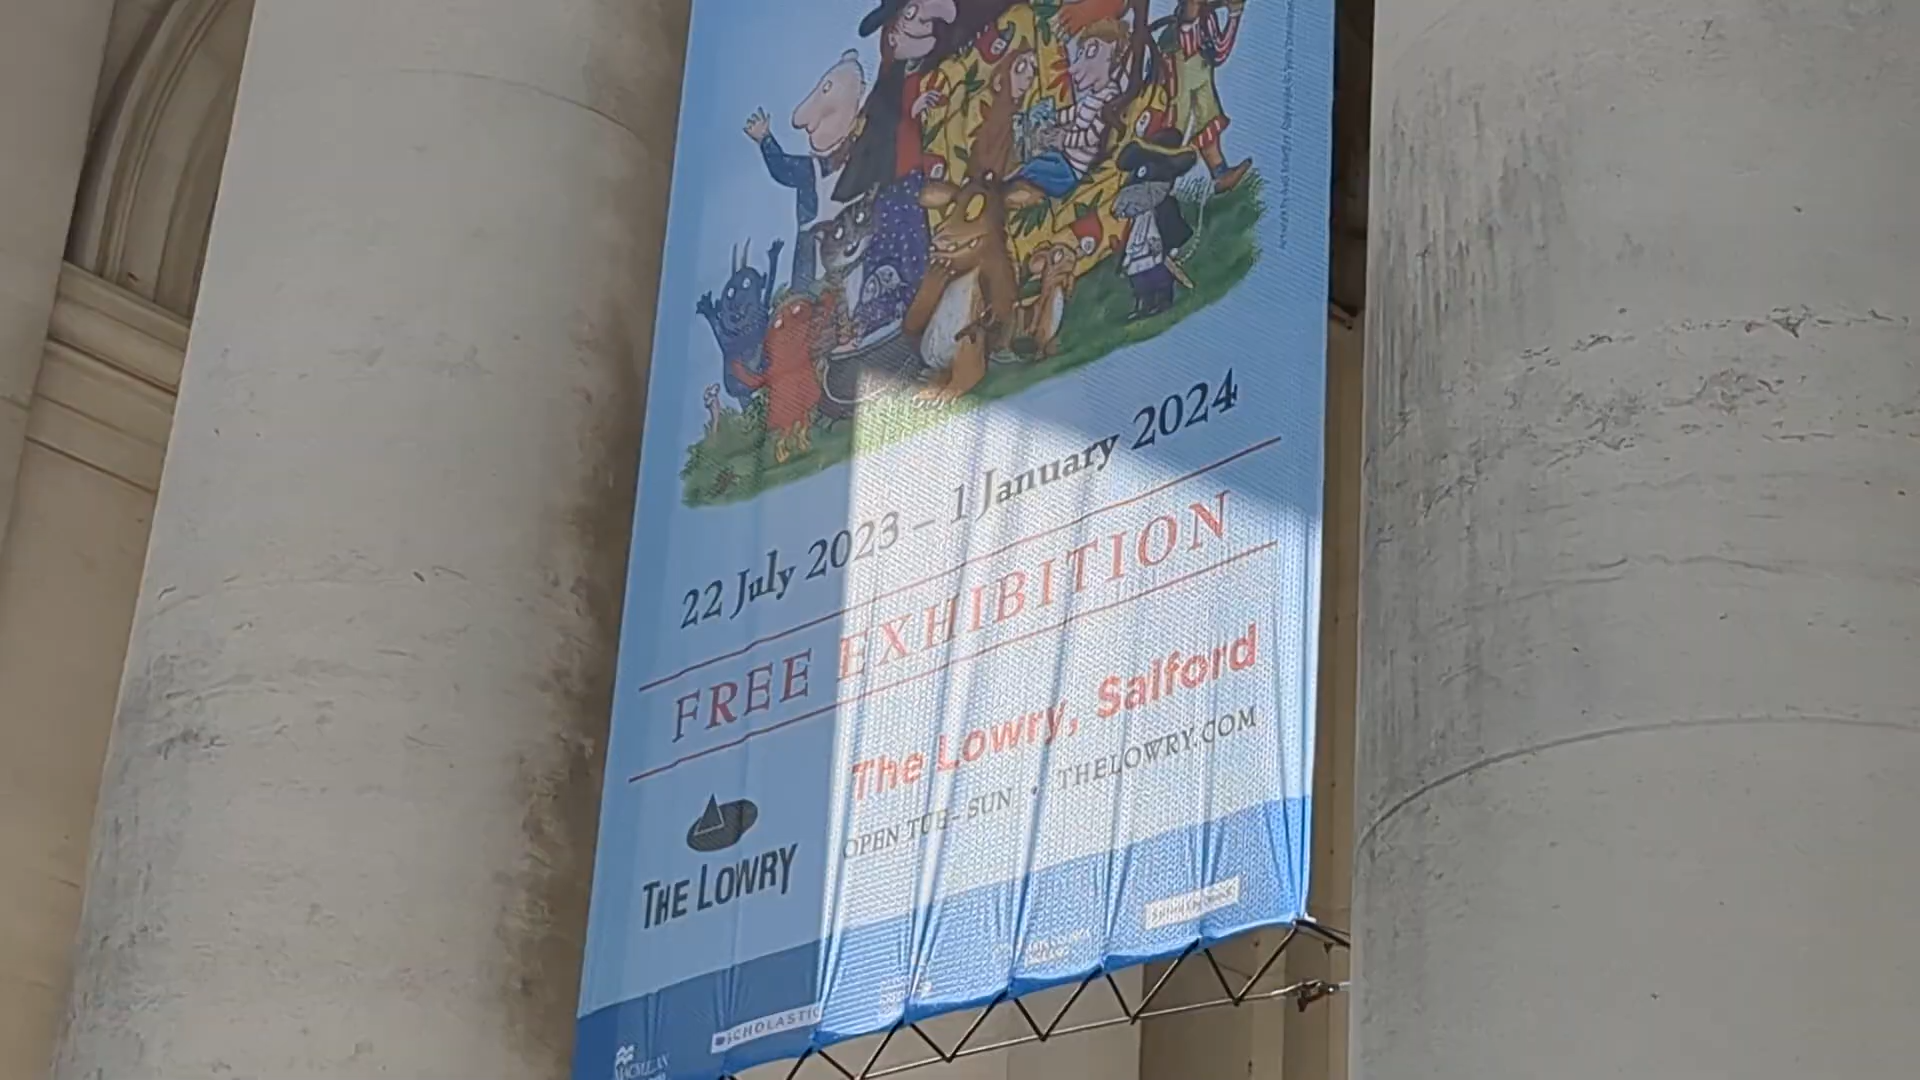 22 July 2023 – 1 January 2024
FREE EXHIBITION
The Lowry, Salford
OPEN TUE - SUN • THELOWRY.COM
THE LOWRY
SCHOLASTIC
MACMILLAN